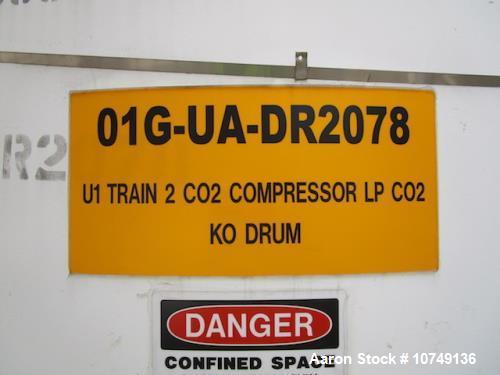 01G-UA-DR2078
U1 TRAIN 2 CO2 COMPRESSOR LP CO2
KO DRUM
R2
DANGER
CONFINED SPACE
Aaron Stock # 10749136